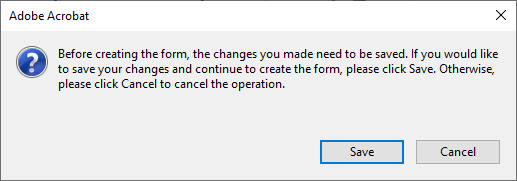 Adobe Acrobat
Before creating the form, the changes you made need to be saved. If you would like
to save your changes and continue to create the form, please click Save. Otherwise,
please click Cancel to cancel the operation.
Save
Cancel